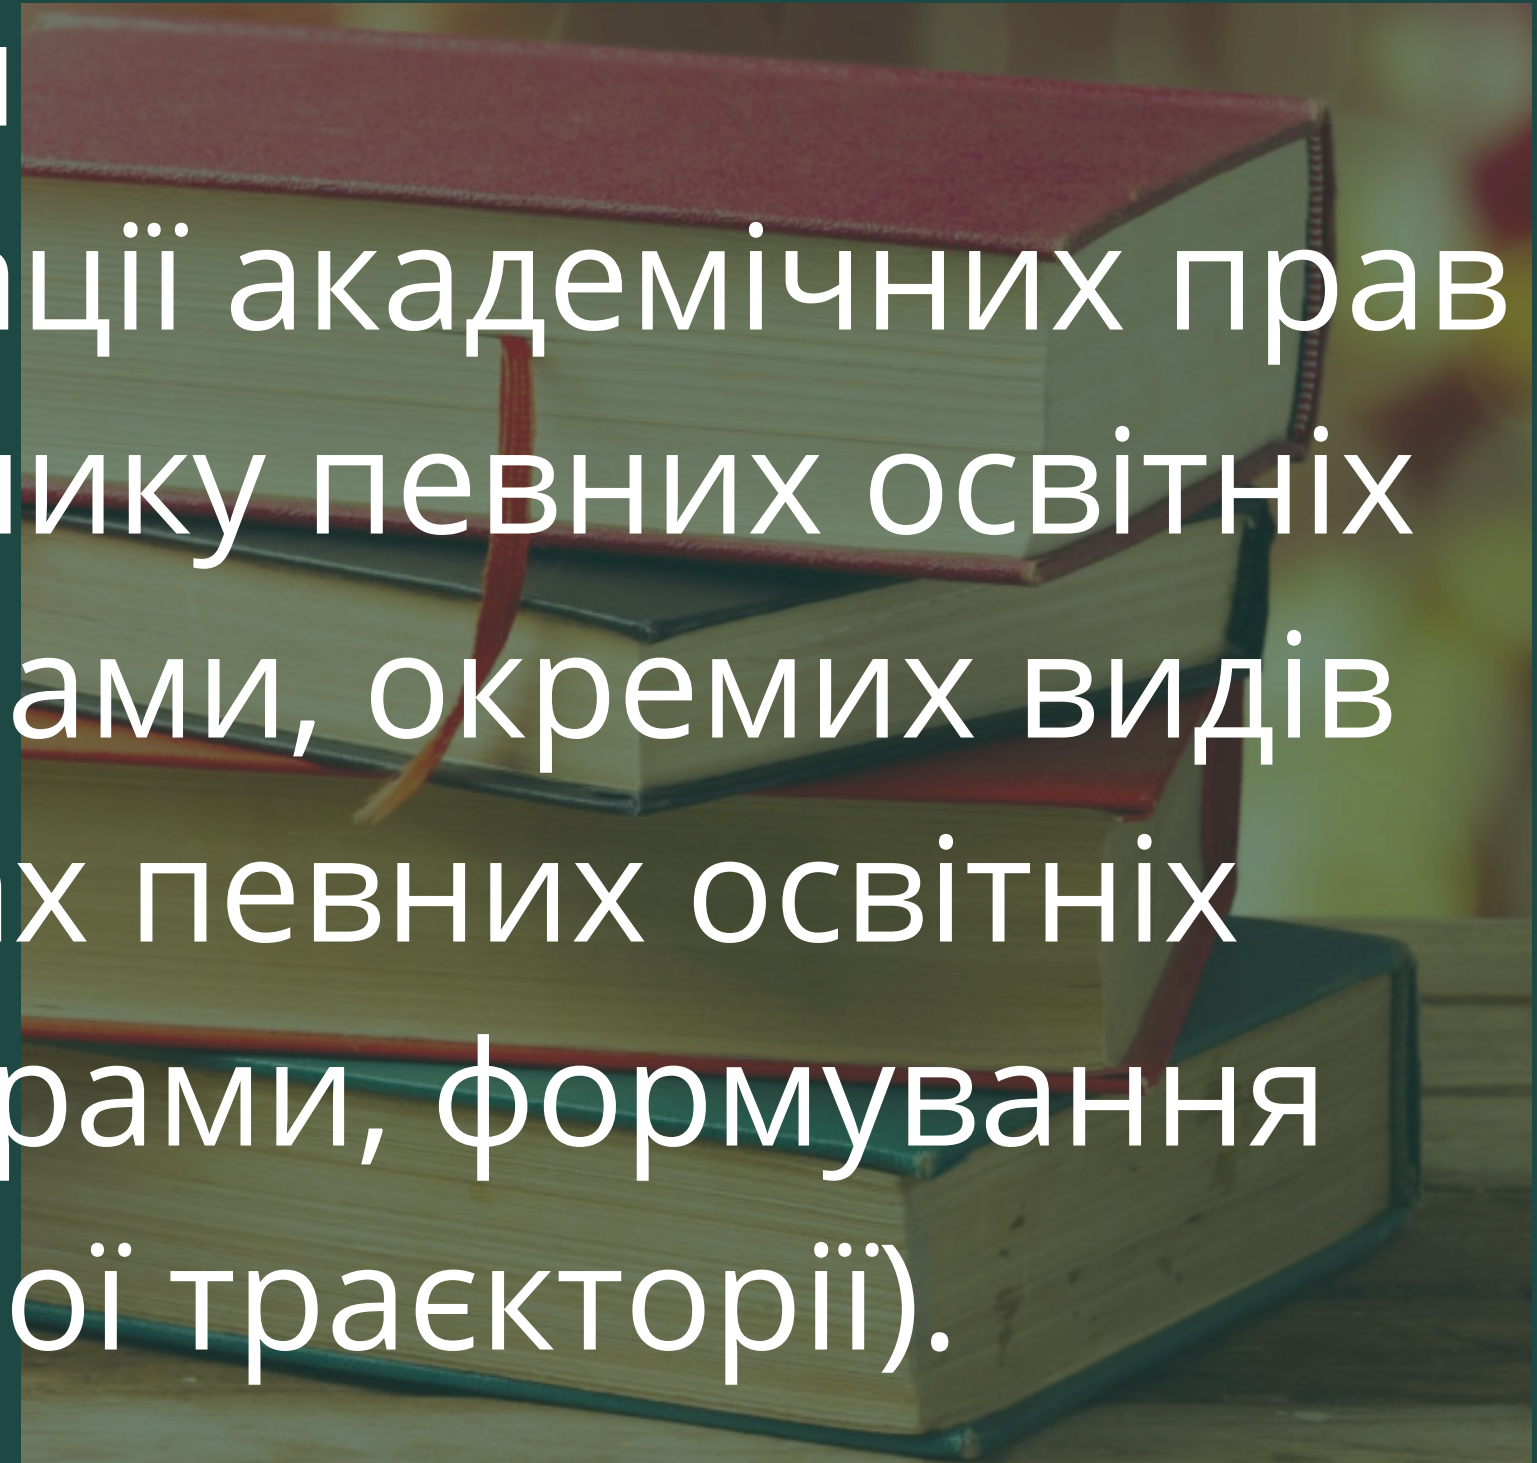 ції академічних прав
ику певних освітніх
ами, окремих видів
х певних освітніх
рами, формування
ої траєкторії).